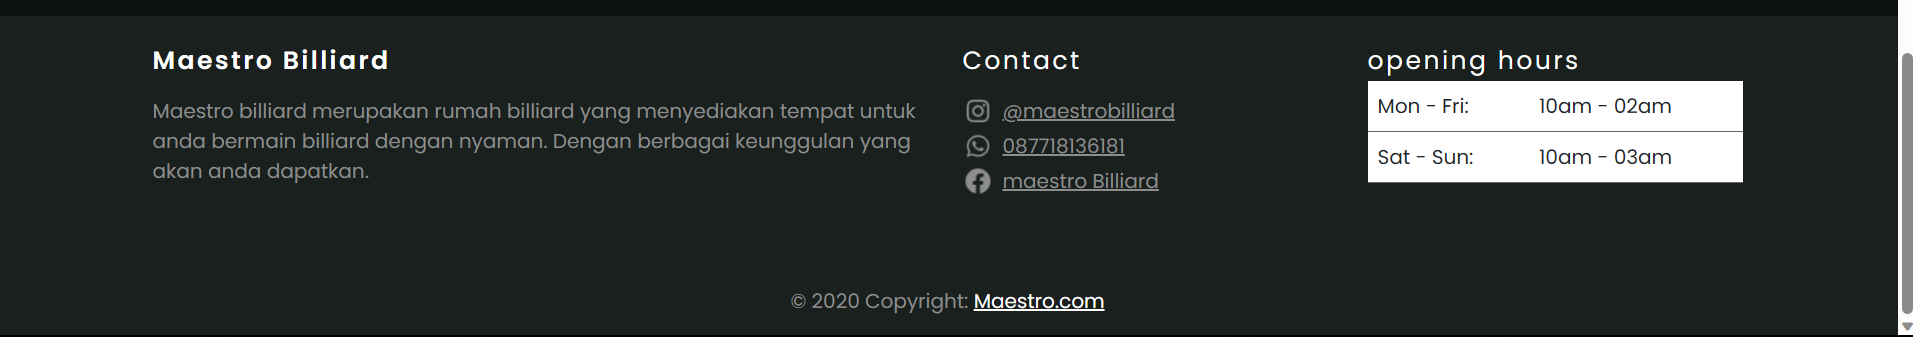 Maestro Billiard
Maestro billiard merupakan rumah billiard yang menyediakan tempat untuk
anda bermain billiard dengan nyaman. Dengan berbagai keunggulan yang
akan anda dapatkan.
Contact
@maestrobilliard
087718136181
maestro Billiard
opening hours
Mon - Fri: 10am - 02am
Sat - Sun: 10am - 03am
© 2020 Copyright: Maestro.com